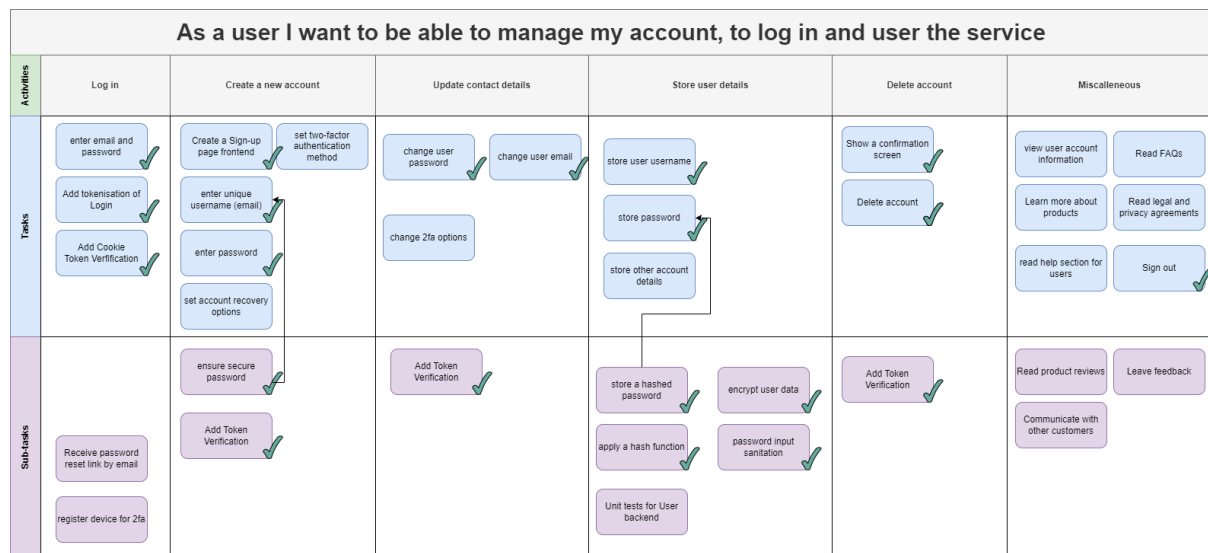 As a user I want to be able to manage my account, to log in and user the service
Activities
Log in
Create a new account
Update contact details
Store user details
Delete account
Miscalleneous
Tasks
enter email and
password
Add tokenisation of
Login
Add Cookie
Token Verfification
Create a Sign-up
page frontend
set two-factor
authentication
method
enter unique
username (email)
enter password
set account recovery
options
change user
password
change user email
change 2fa options
store user username
store password
store other account
details
Show a confirmation
screen
Delete account
view user account
information
Read FAQs
Learn more about
products
Read legal and
privacy agreements
read help section for
users
Sign out
Sub-tasks
Receive password
reset link by email
register device for 2fa
ensure secure
password
Add Token
Verification
Add Token
Verification
store a hashed
password
encrypt user data
apply a hash function
password input
sanitation
Unit tests for User
backend
Add Token
Verification
Read product reviews
Leave feedback
Communicate with
other customers